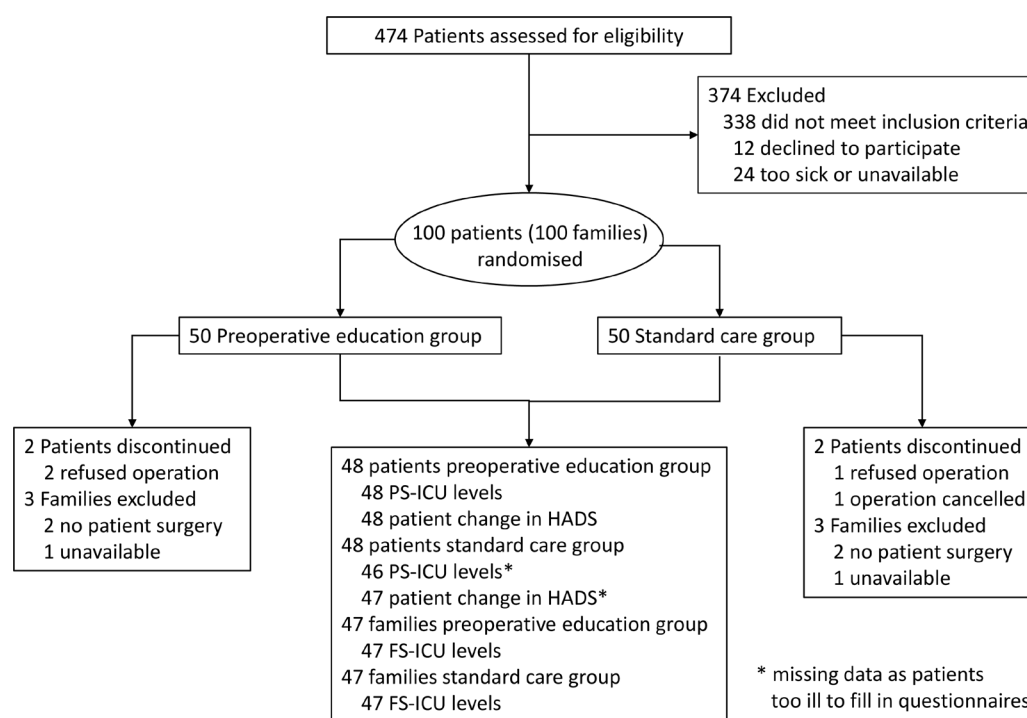 474 Patients assessed for eligibility
374 Excluded
338 did not meet inclusion criteria
12 declined to participate
24 too sick or unavailable
100 patients (100 families)
randomised
50 Preoperative education group
50 Standard care group
2 Patients discontinued
2 refused operation
3 Families excluded
2 no patient surgery
1 unavailable
48 patients preoperative education group
48 PS-ICU levels
48 patient change in HADS
48 patients standard care group
46 PS-ICU levels*
47 patient change in HADS*
47 families preoperative education group
47 FS-ICU levels
47 families standard care group
47 FS-ICU levels
2 Patients discontinued
1 refused operation
1 operation cancelled
3 Families excluded
2 no patient surgery
1 unavailable
* missing data as patients
too ill to fill in questionnaires